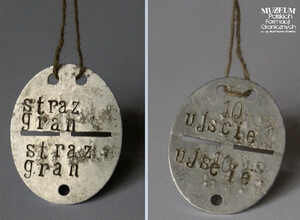 MUZEUM
Polskich
Formacji
Granicznych
straz
gran
straz
gran
10
ujscie
ujscie